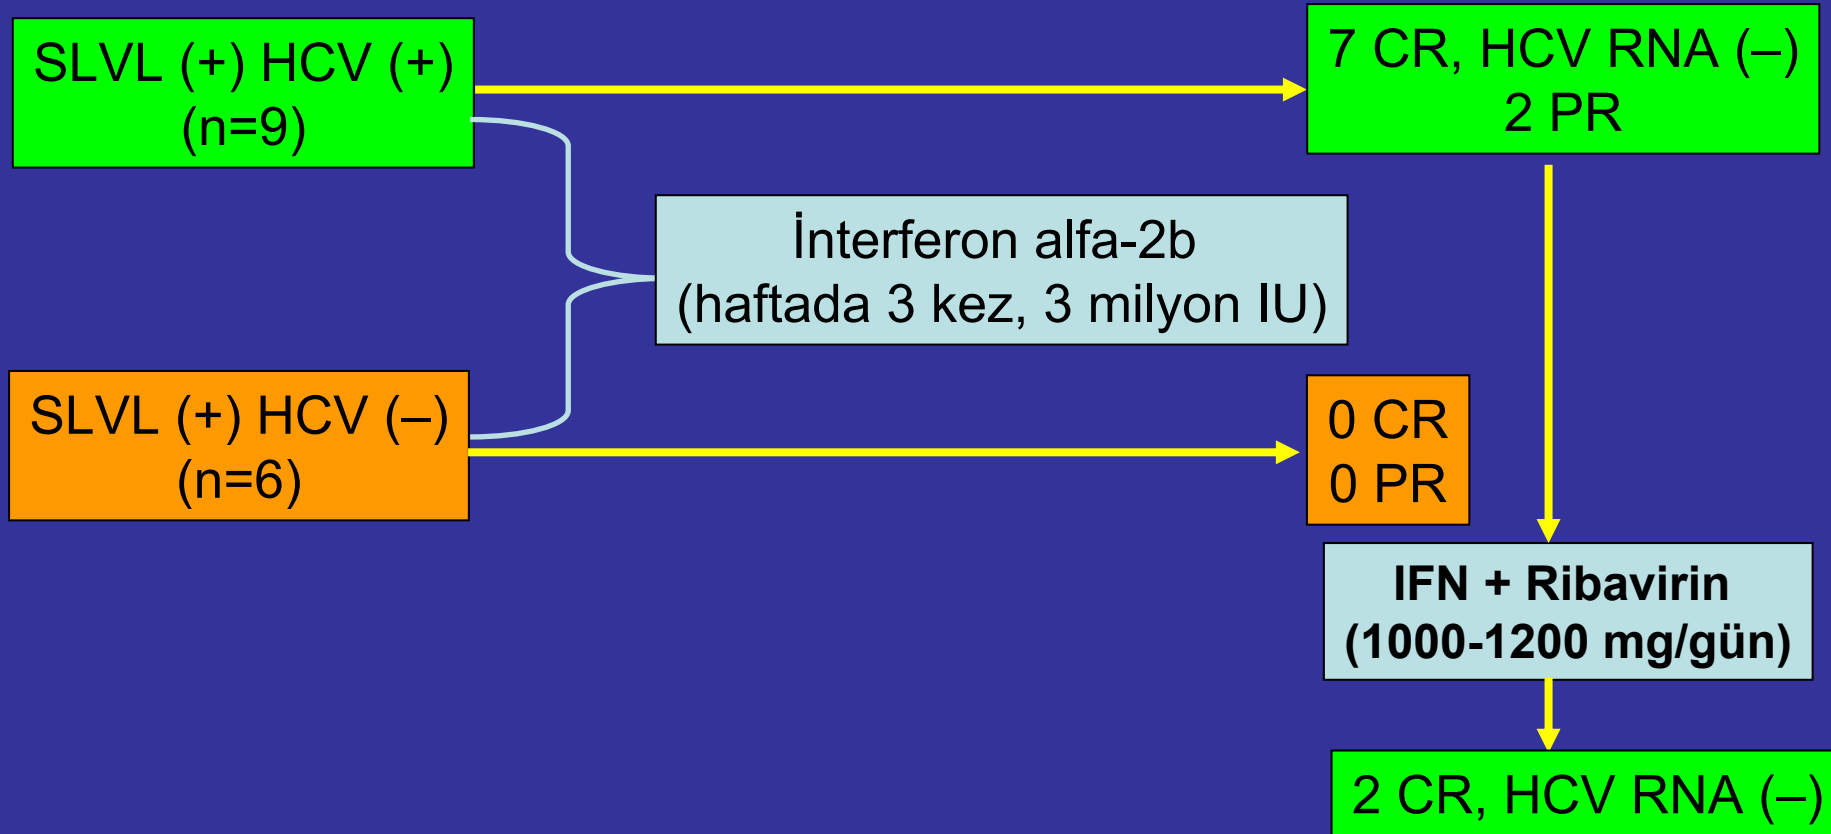 SLVL (+) HCV (+)
(n=9)
7 CR, HCV RNA (–)
2 PR
İnterferon alfa-2b
(haftada 3 kez, 3 milyon IU)
SLVL (+) HCV (–)
(n=6)
0 CR
0 PR
IFN + Ribavirin
(1000-1200 mg/gün)
2 CR, HCV RNA (–)